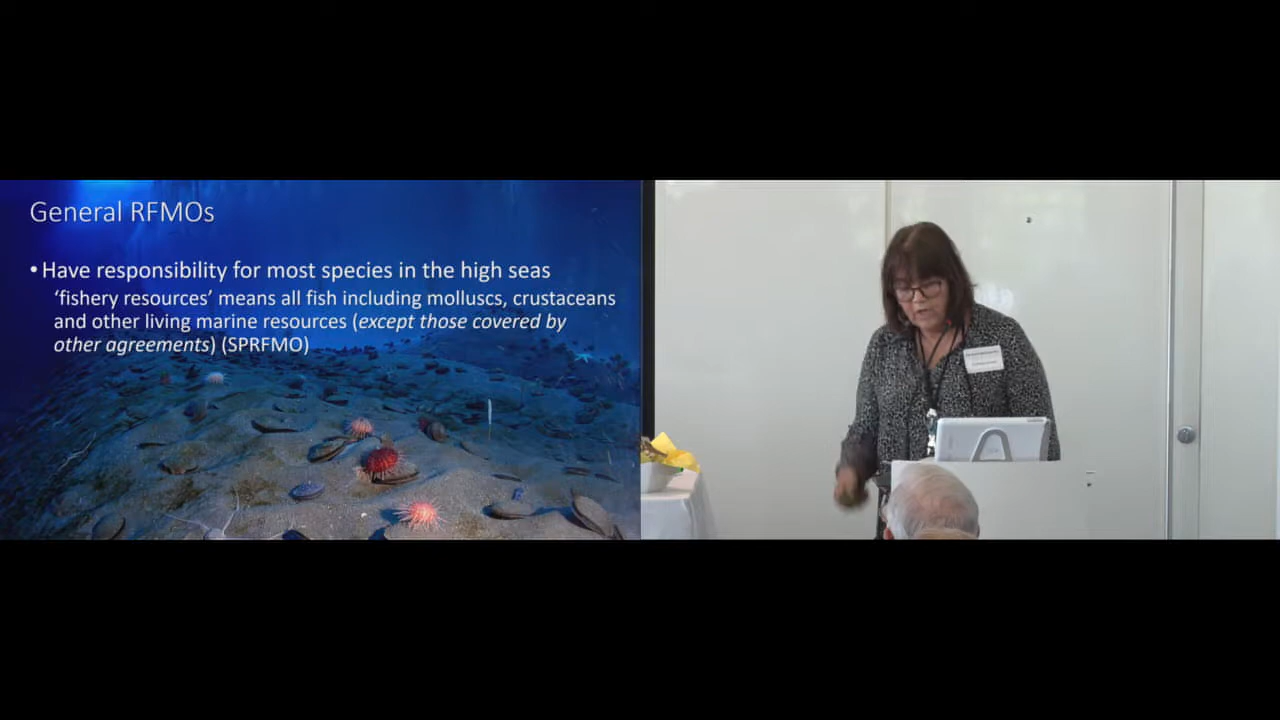 General RFMOs
• Have responsibility for most species in the high seas
‘fishery resources’ means all fish including molluscs, crustaceans
and other living marine resources (except those covered by
other agreements) (SPRFMO)